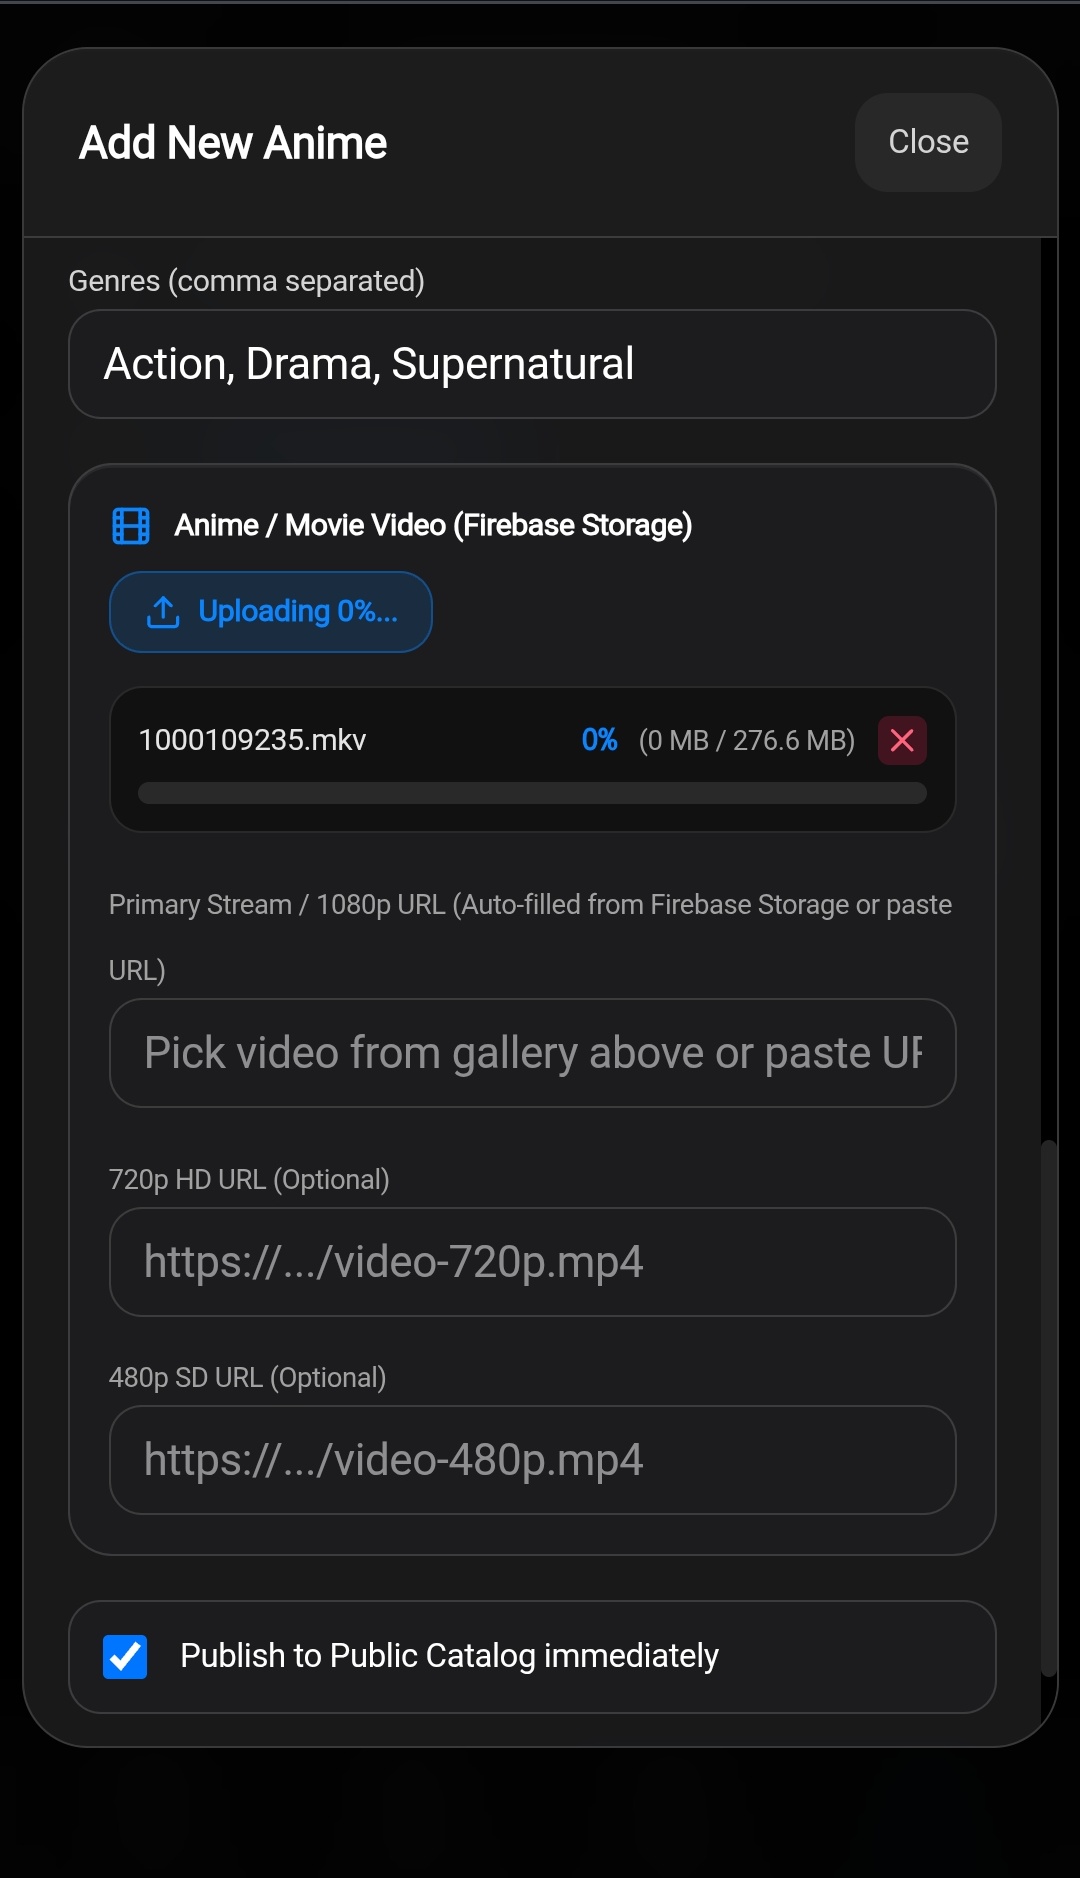 Add New Anime
Close
Genres (comma separated)
Action, Drama, Supernatural
Anime / Movie Video (Firebase Storage)
Uploading 0%...
1000109235.mkv 0% (0 MB / 276.6 MB)
Primary Stream / 1080p URL (Auto-filled from Firebase Storage or paste
URL)
Pick video from gallery above or paste UR
720p HD URL (Optional)
https://.../video-720p.mp4
480p SD URL (Optional)
https://.../video-480p.mp4
Publish to Public Catalog immediately